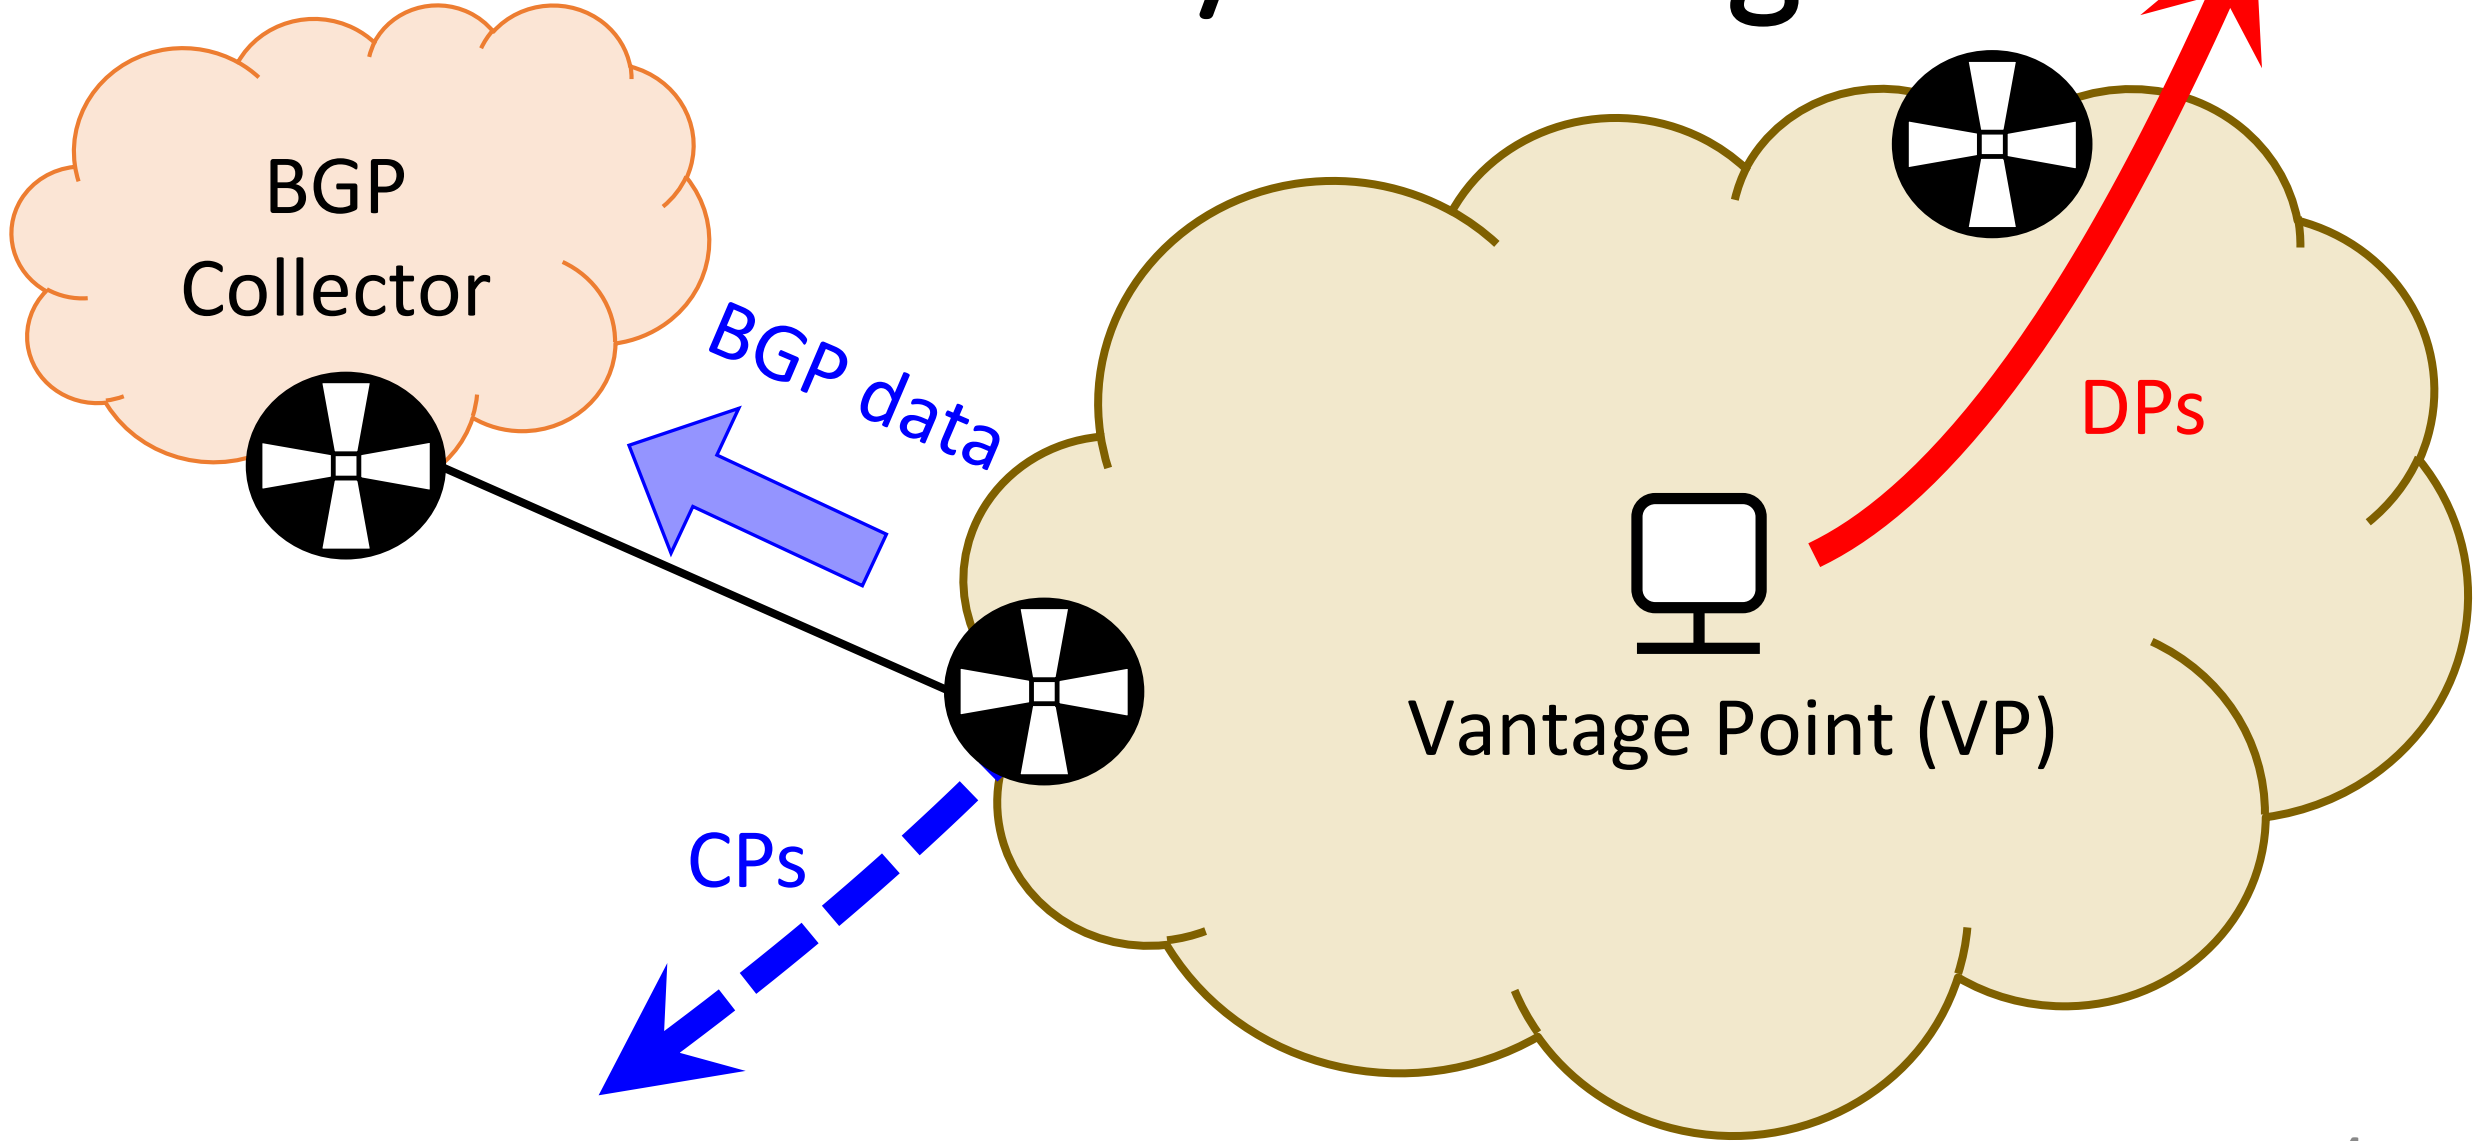 BGP
Collector
BGP data
DPs
Vantage Point (VP)
CPs